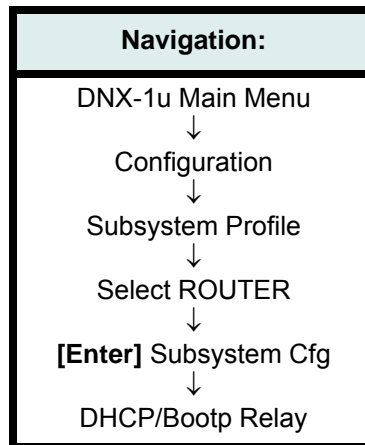 Navigation:
DNX-1u Main Menu
↓
Configuration
↓
Subsystem Profile
↓
Select ROUTER
↓
[Enter] Subsystem Cfg
↓
DHCP/Bootp Relay